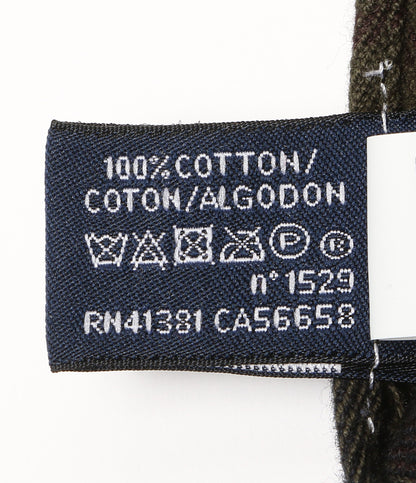 100% COTTON/
COTON/ALGODON
P ®
n° 1529
RN41381 CA56658